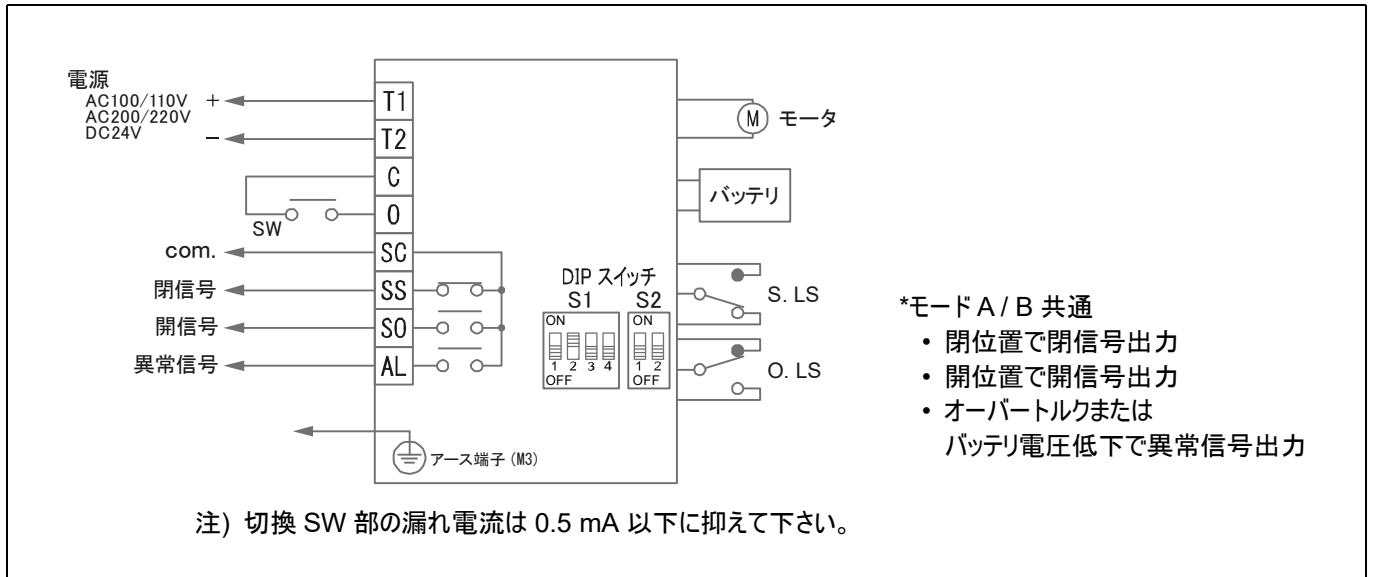 電源
AC100/110V +
AC200/220V
DC24V −
T1
T2
C
O
SW
com.
SC
閉信号
SS
開信号
SO
異常信号
AL
アース端子 (M3)
M モータ
バッテリ
DIP スイッチ
S1 S2
ON ON
1 2 3 4 1 2
OFF OFF
S. LS
O. LS
*モード A / B 共通
• 閉位置で閉信号出力
• 開位置で開信号出力
• オーバートルクまたは
バッテリ電圧低下で異常信号出力
注) 切換 SW 部の漏れ電流は 0.5 mA 以下に抑えて下さい。